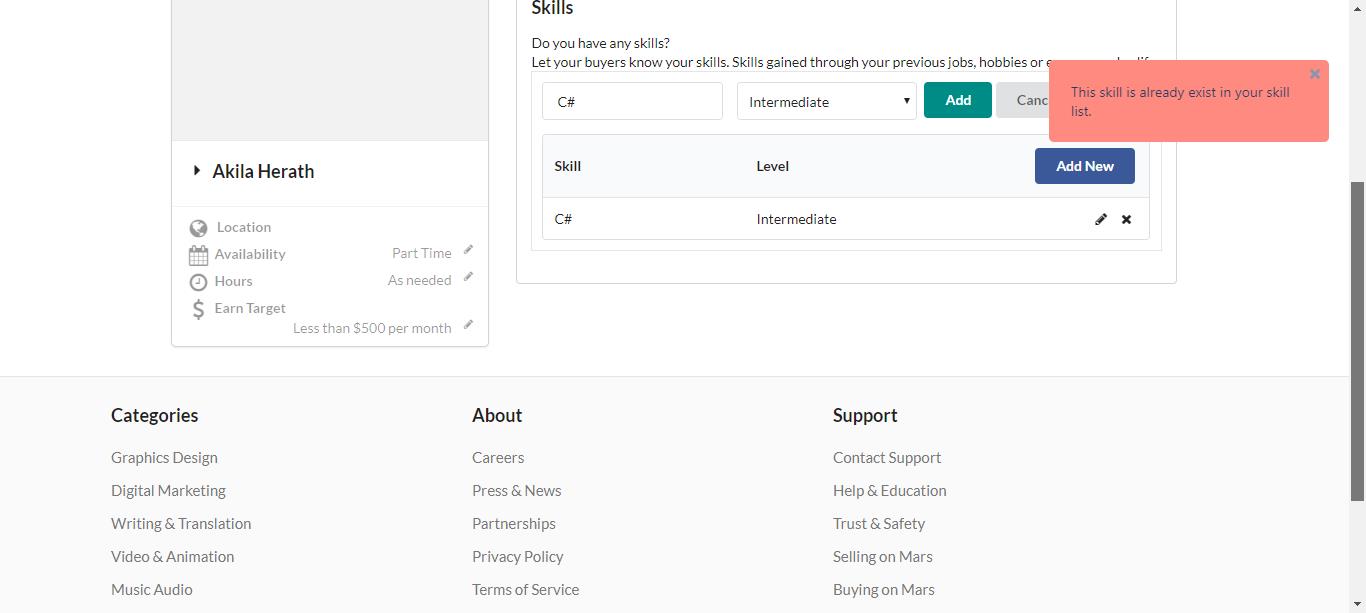 Skills
Do you have any skills?
Let your buyers know your skills. Skills gained through your previous jobs, hobbies or
C#
Intermediate
Add
Canc
This skill is already exist in your skill
list.
Skill
Level
Add New
C#
Intermediate
Akila Herath
Location
Availability
Part Time
Hours
As needed
Earn Target
Less than $500 per month
Categories
Graphics Design
Digital Marketing
Writing & Translation
Video & Animation
Music Audio
About
Careers
Press & News
Partnerships
Privacy Policy
Terms of Service
Support
Contact Support
Help & Education
Trust & Safety
Selling on Mars
Buying on Mars